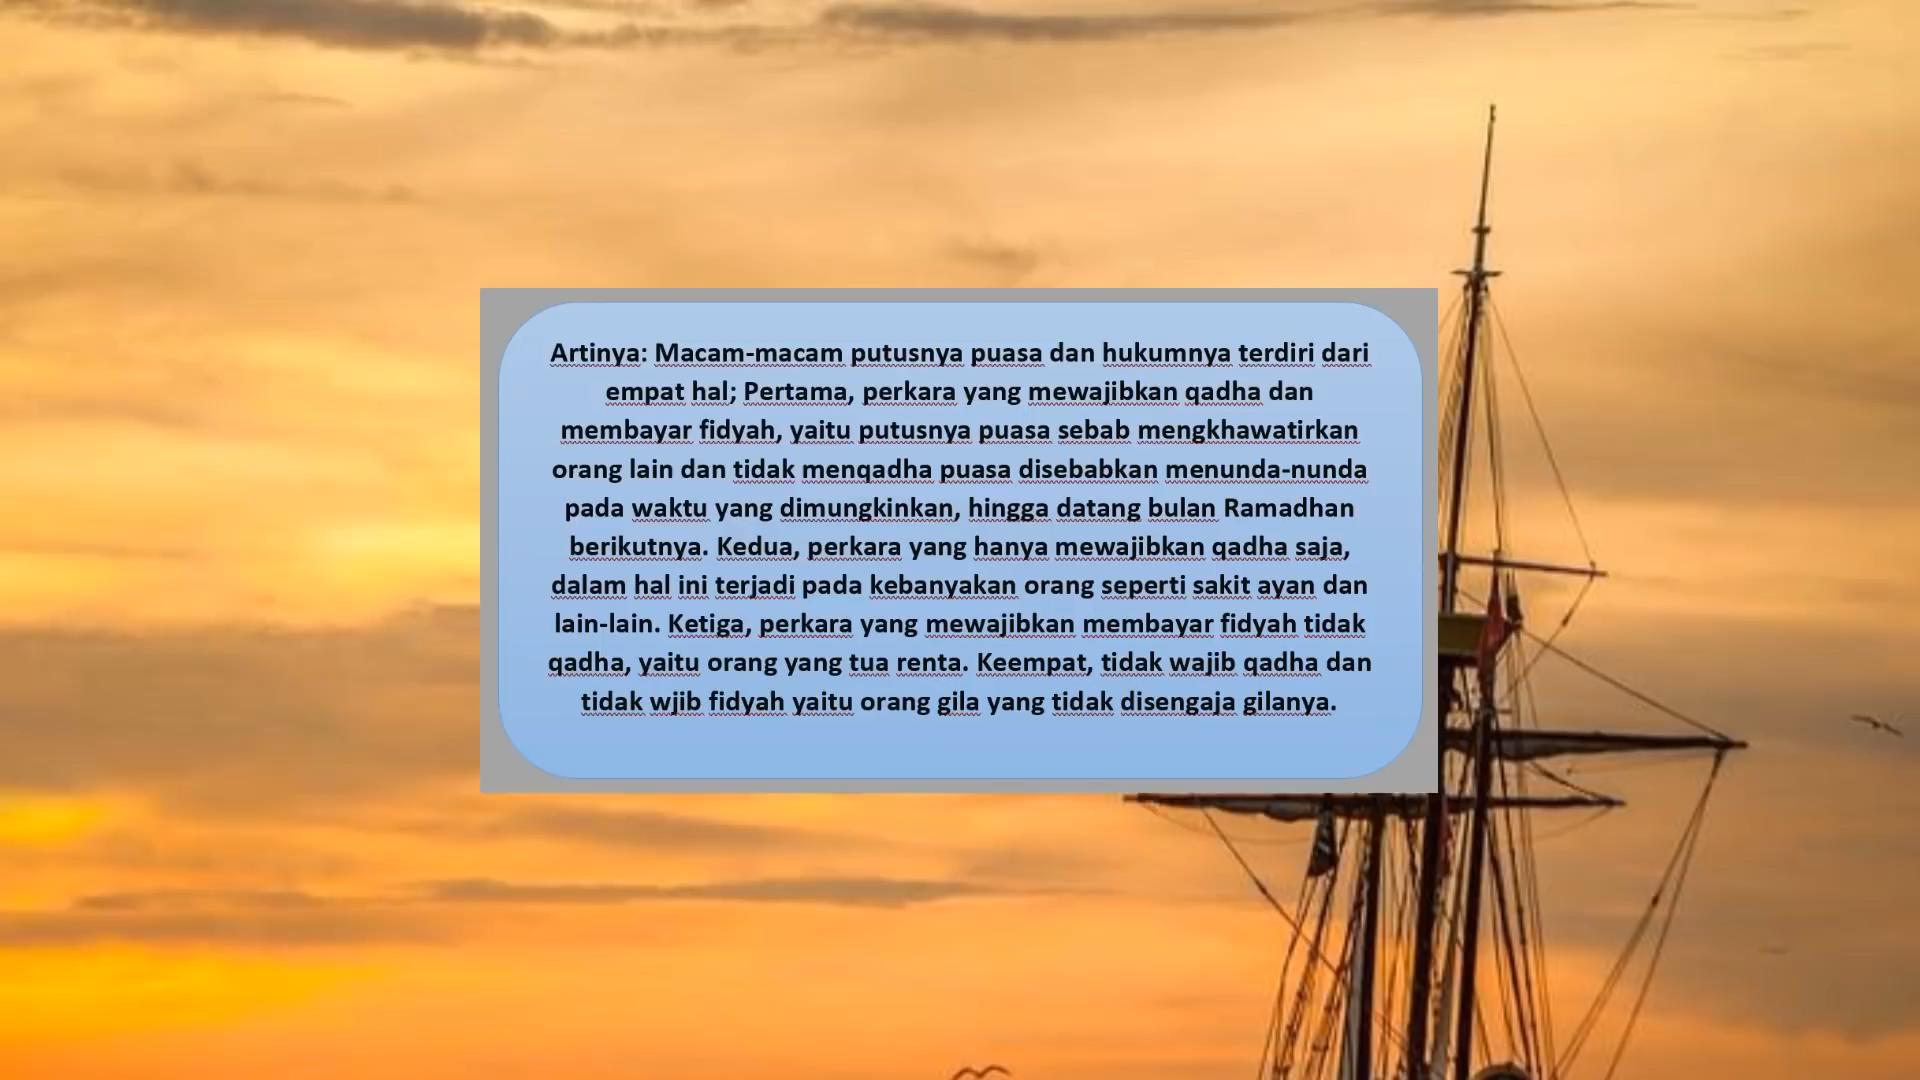 Artinya: Macam-macam putusnya puasa dan hukumnya terdiri dari
empat hal; Pertama, perkara yang mewajibkan qadha dan
membayar fidyah, yaitu putusnya puasa sebab mengkhawatirkan
orang lain dan tidak menqadha puasa disebabkan menunda-nunda
pada waktu yang dimungkinkan, hingga datang bulan Ramadhan
berikutnya. Kedua, perkara yang hanya mewajibkan qadha saja,
dalam hal ini terjadi pada kebanyakan orang seperti sakit ayan dan
lain-lain. Ketiga, perkara yang mewajibkan membayar fidyah tidak
qadha, yaitu orang yang tua renta. Keempat, tidak wajib qadha dan
tidak wjib fidyah yaitu orang gila yang tidak disengaja gilanya.